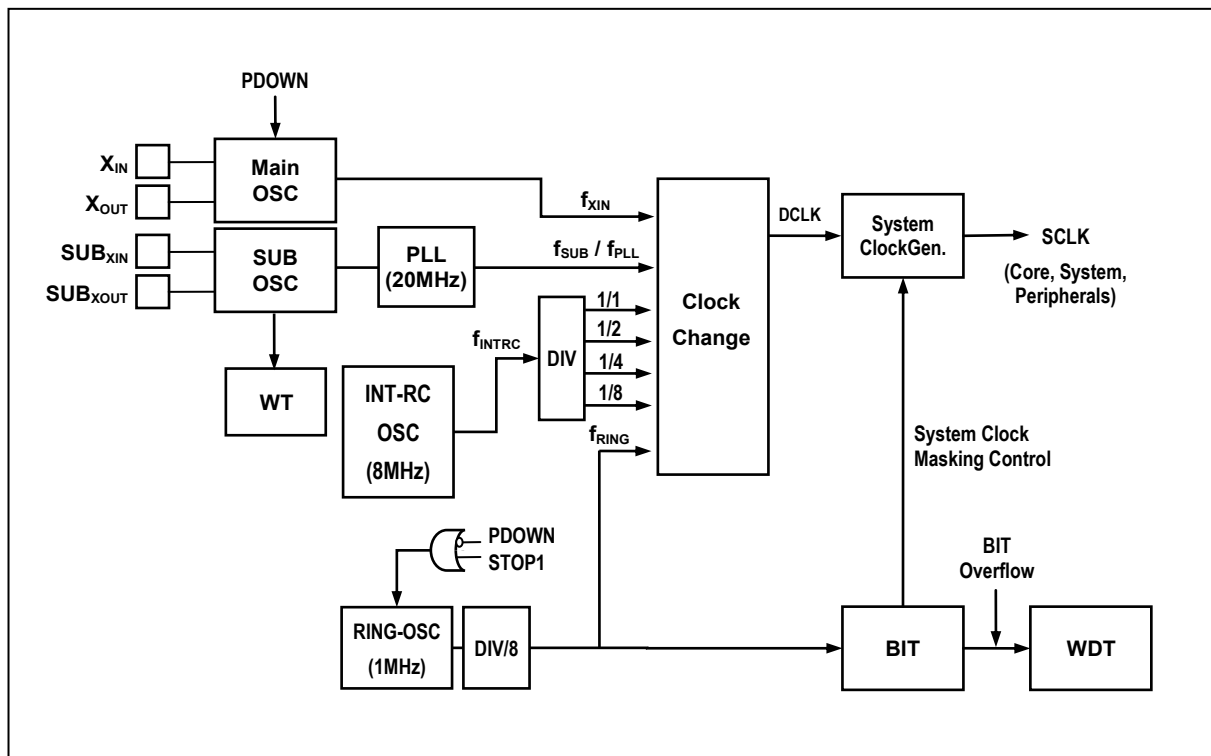 PDOWN
XIN
XOUT
Main
OSC
fXIN
SUBXIN
SUBXOUT
SUB
OSC
PLL
(20MHz)
fSUB / fPLL
WT
INT-RC
OSC
(8MHz)
fINTRC
DIV
1/1
1/2
1/4
1/8
fRING
Clock
Change
DCLK
System
ClockGen.
SCLK
(Core, System,
Peripherals)
System Clock
Masking Control
PDOWN
STOP1
RING-OSC
(1MHz)
DIV/8
BIT
BIT
Overflow
WDT